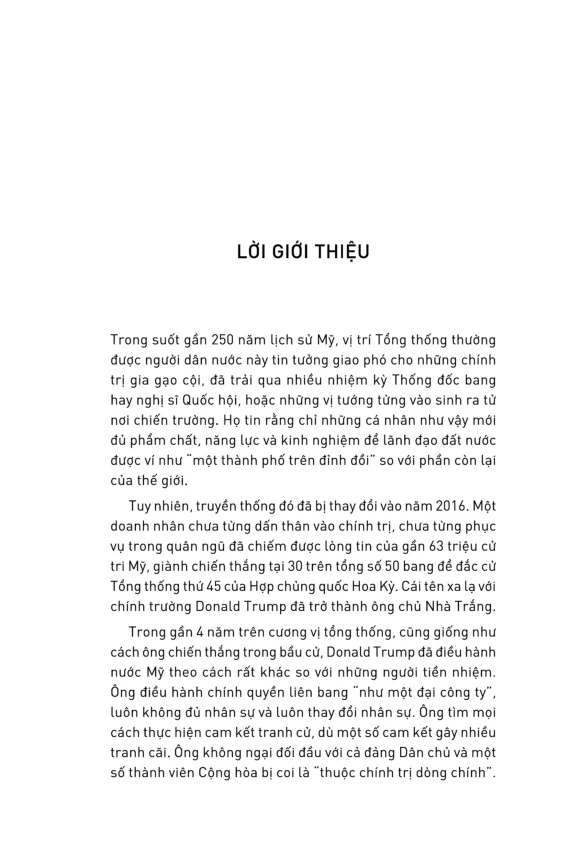 LỜI GIỚI THIỆU
Trong suốt gần 250 năm lịch sử Mỹ, vị trí Tổng thống thường
được người dân nước này tin tưởng giao phó cho những chính
trị gia gạo cội, đã trải qua nhiều nhiệm kỳ Thống đốc bang
hay nghị sĩ Quốc hội, hoặc những vị tướng từng vào sinh ra tử
nơi chiến trường. Họ tin rằng chỉ những cá nhân như vậy mới
đủ phẩm chất, năng lực và kinh nghiệm để lãnh đạo đất nước
được ví như “một thành phố trên đỉnh đồi” so với phần còn lại
của thế giới.
Tuy nhiên, truyền thống đó đã bị thay đổi vào năm 2016. Một
doanh nhân chưa từng dấn thân vào chính trị, chưa từng phục
vụ trong quân ngũ đã chiếm được lòng tin của gần 63 triệu cử
tri Mỹ, giành chiến thắng tại 30 trên tổng số 50 bang để đắc cử
Tổng thống thứ 45 của Hợp chủng quốc Hoa Kỳ. Cái tên xa lạ với
chính trường Donald Trump đã trở thành ông chủ Nhà Trắng.
Trong gần 4 năm trên cương vị tổng thống, cũng giống như
cách ông chiến thắng trong bầu cử, Donald Trump đã điều hành
nước Mỹ theo cách rất khác so với những người tiền nhiệm.
Ông điều hành chính quyền liên bang “như một đại công ty”,
luôn không đủ nhân sự và luôn thay đổi nhân sự. Ông tìm mọi
cách thực hiện cam kết tranh cử, dù một số cam kết gây nhiều
tranh cãi. Ông không ngại đối đầu với cả đảng Dân chủ và một
số thành viên Cộng hòa bị coi là “thuộc chính trị dòng chính”.